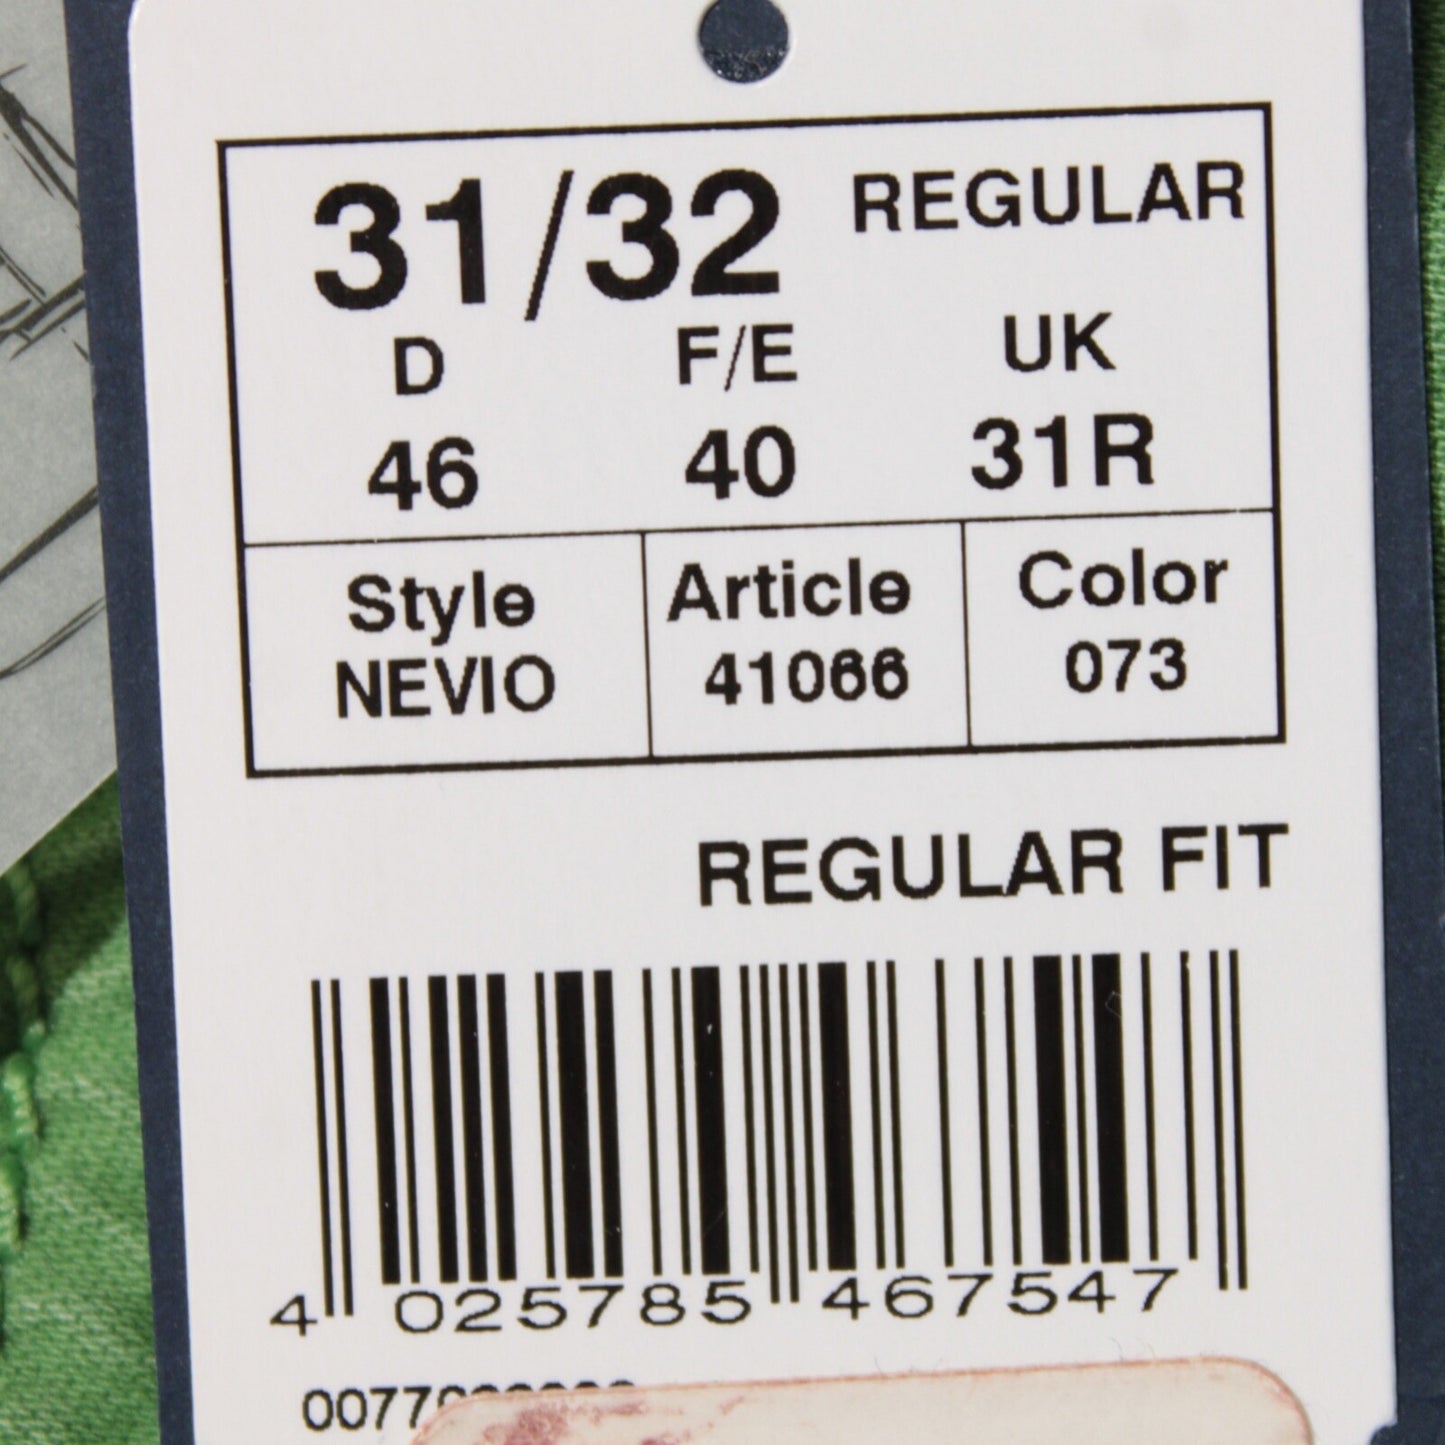 31/32 REGULAR
D F/E UK
46 40 31R
Style Article Color
NEVIO 41066 073
REGULAR FIT
4 025785 467547